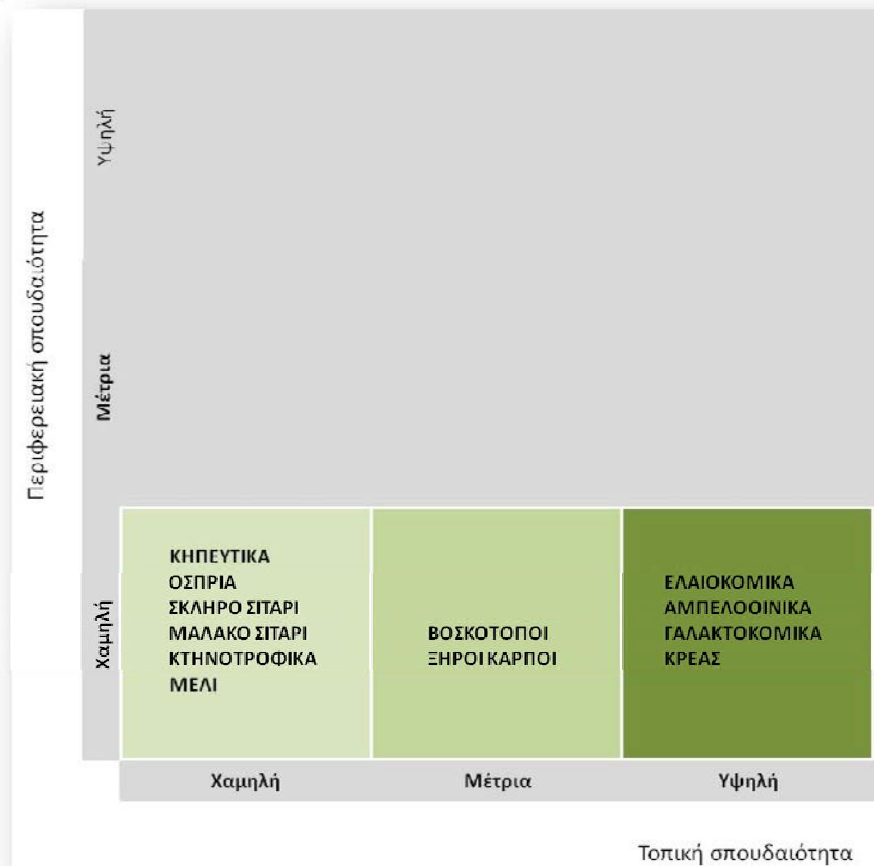 Περιφερειακή σπουδαιότητα
Υψηλή
Μέτρια
Χαμηλή
ΚΗΠΕΥΤΙΚΑ
ΟΣΠΡΙΑ
ΣΚΛΗΡΟ ΣΙΤΑΡΙ
ΜΑΛΑΚΟ ΣΙΤΑΡΙ
ΚΤΗΝΟΤΡΟΦΙΚΑ
ΜΕΛΙ
ΒΟΣΚΟΤΟΠΟΙ
ΞΗΡΟΙ ΚΑΡΠΟΙ
ΕΛΑΙΟΚΟΜΙΚΑ
ΑΜΠΕΛΟΟΙΝΙΚΑ
ΓΑΛΑΚΤΟΚΟΜΙΚΑ
ΚΡΕΑΣ
Χαμηλή
Μέτρια
Υψηλή
Τοπική σπουδαιότητα